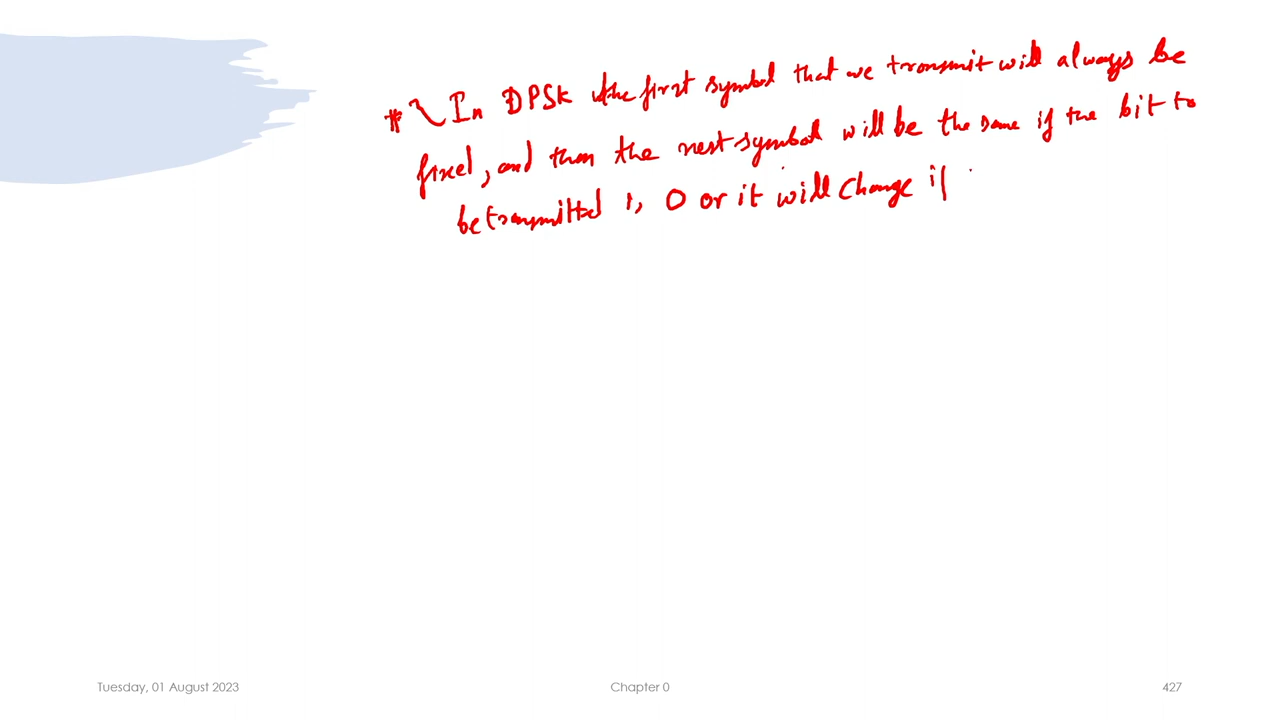 # In DPSK the first symbol that we transmit will always be
fixed, and then the next symbol will be the same if the bit to
be transmitted is 0 or it will change if
Tuesday, 01 August 2023
Chapter 0
427